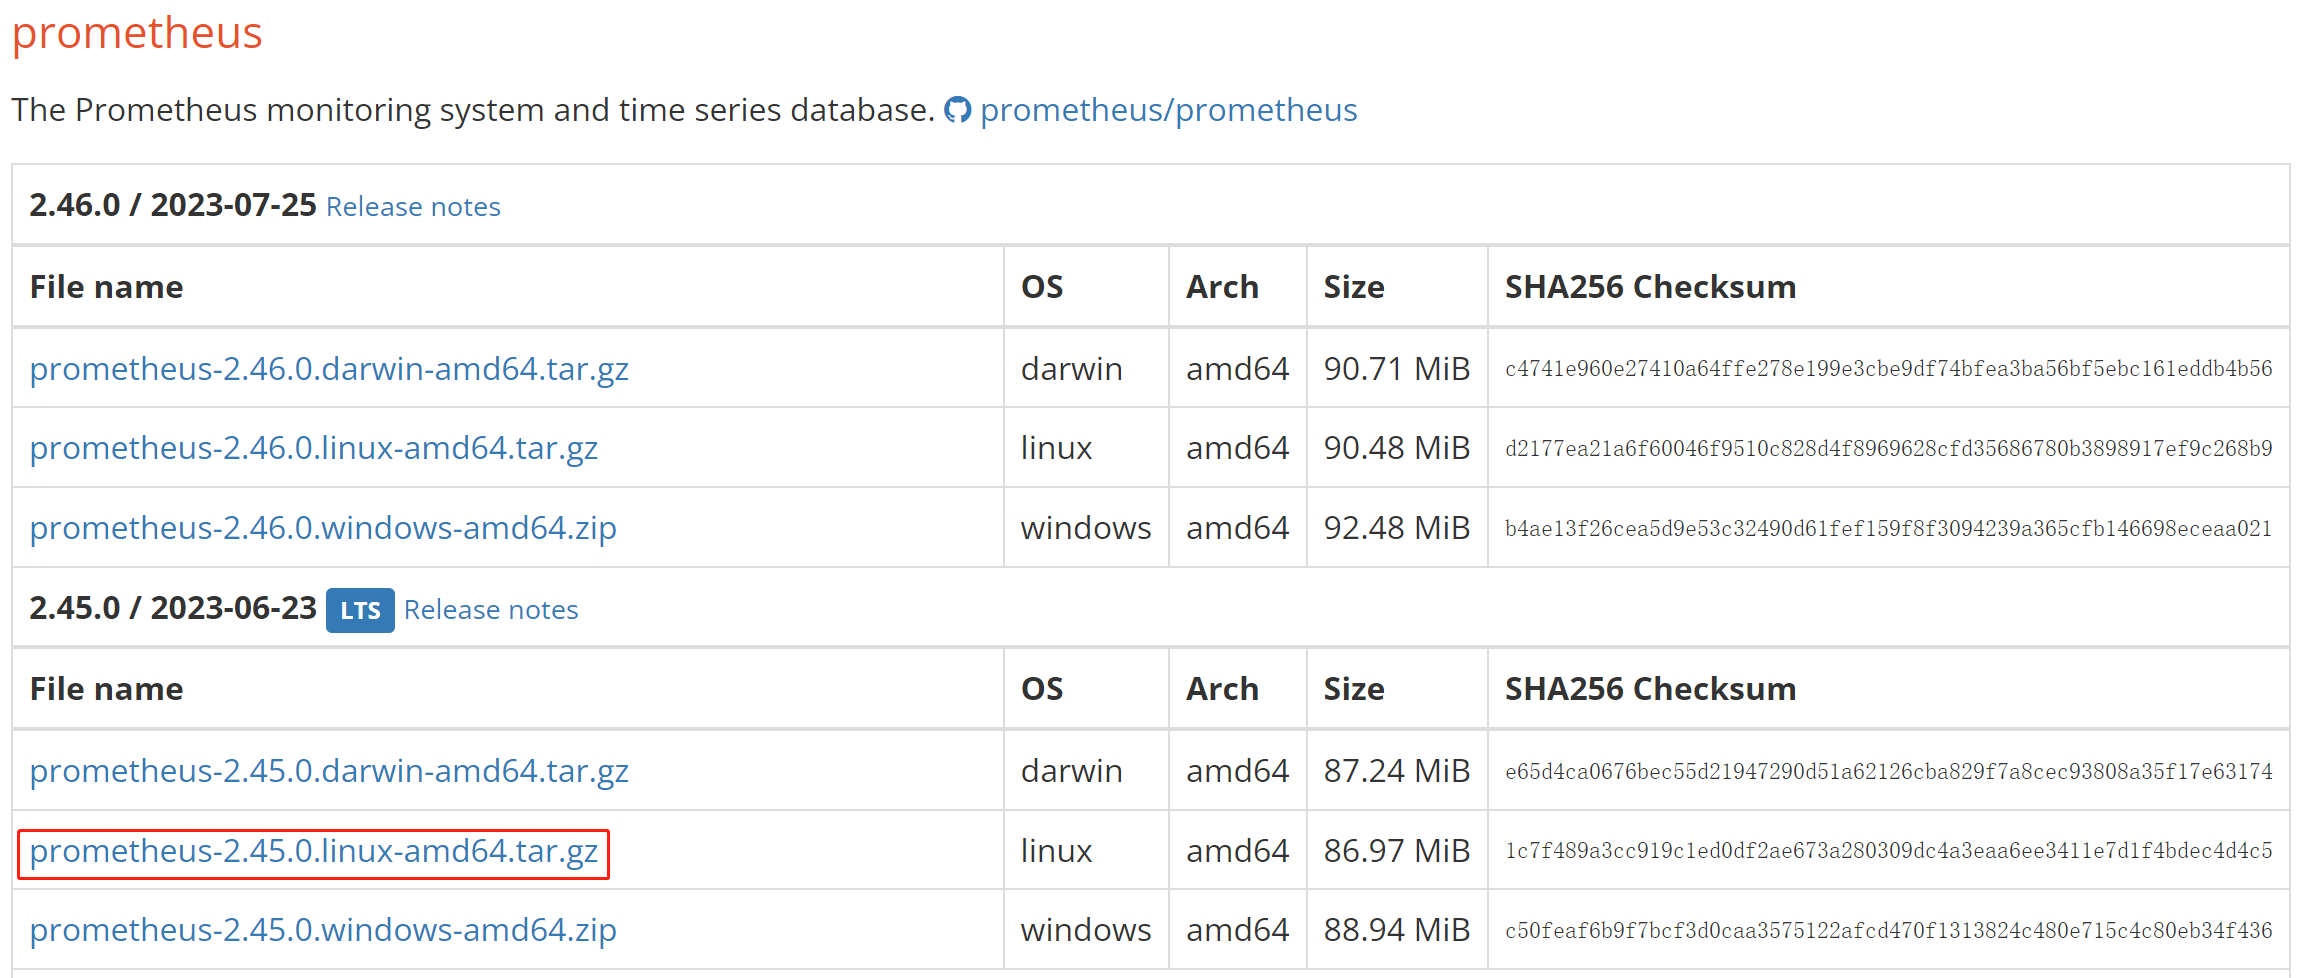 prometheus
The Prometheus monitoring system and time series database. prometheus/prometheus
2.46.0 / 2023-07-25 Release notes
File name OS Arch Size SHA256 Checksum
prometheus-2.46.0.darwin-amd64.tar.gz darwin amd64 90.71 MiB c4741e960e27410a64ffe278e199e3cbe9df74bfea3ba56bf5ebc161eddb4b56
prometheus-2.46.0.linux-amd64.tar.gz linux amd64 90.48 MiB d2177ea21a6f60046f9510c828d4f8969628cfd35686780b3898917ef9c268b9
prometheus-2.46.0.windows-amd64.zip windows amd64 92.48 MiB b4ae13f26cea5d9e53c32490d61fef159f8f3094239a365cfb146698eceaa021
2.45.0 / 2023-06-23 LTS Release notes
File name OS Arch Size SHA256 Checksum
prometheus-2.45.0.darwin-amd64.tar.gz darwin amd64 87.24 MiB e65d4ca0676bec55d21947290d51a62126cba829f7a8cec93808a35f17e63174
prometheus-2.45.0.linux-amd64.tar.gz linux amd64 86.97 MiB 1c7f489a3cc919c1ed0df2ae673a280309dc4a3eaa6ee3411e7d1f4bdec4d4c5
prometheus-2.45.0.windows-amd64.zip windows amd64 88.94 MiB c50feaf6b9f7bcf3d0caa3575122afcd470f1313824c480e715c4c80eb34f436